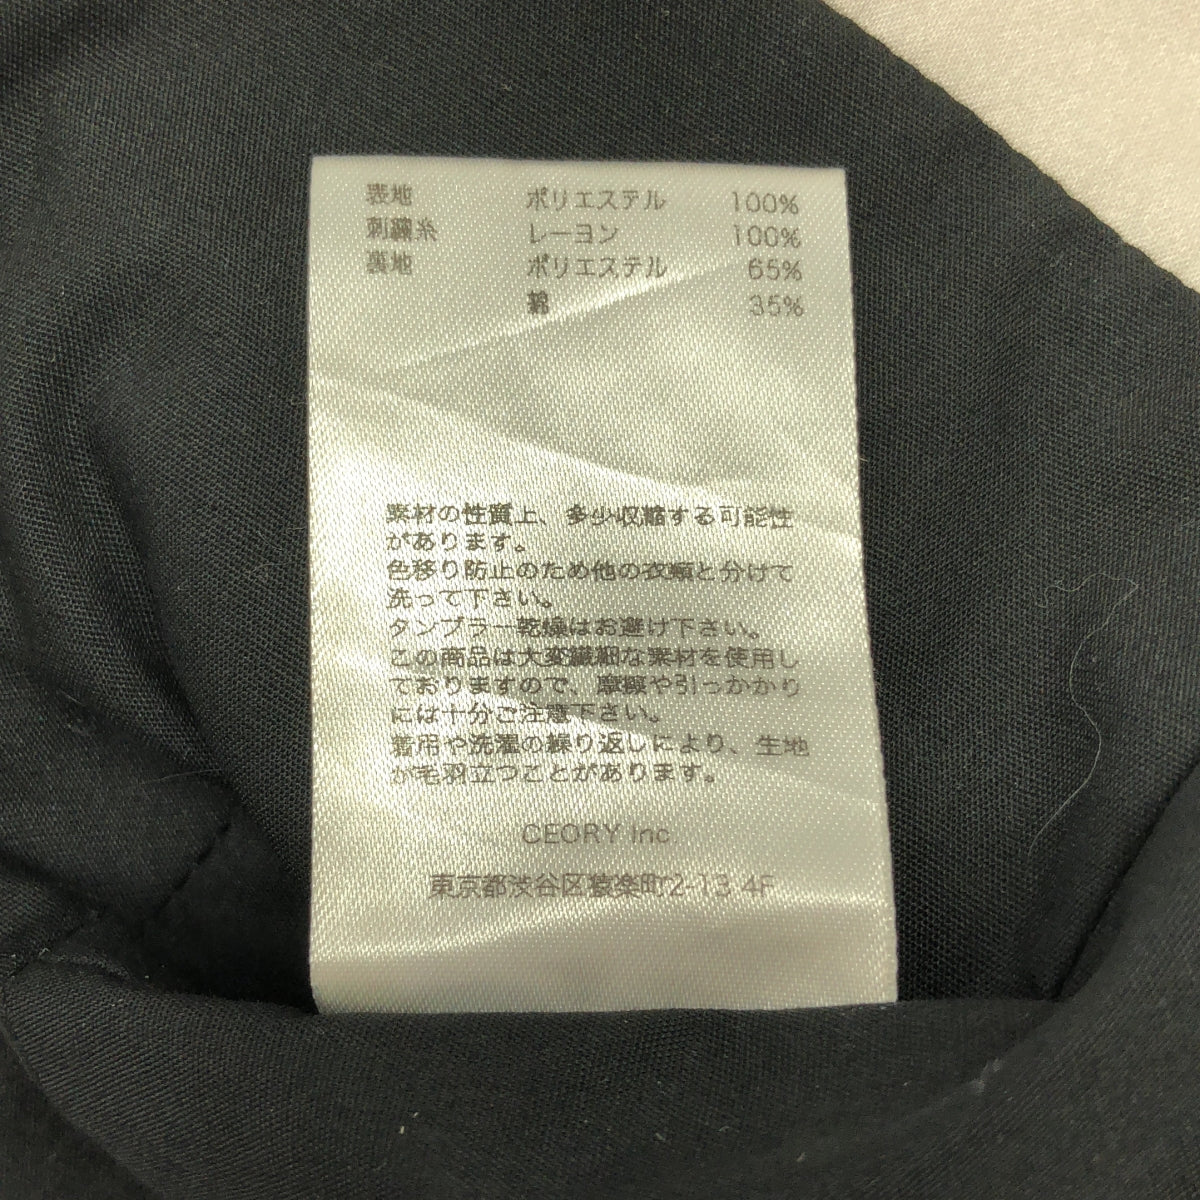 表地 ポリエステル 100%
刺繍糸 レーヨン 100%
裏地 ポリエステル 65%
綿 35%
素材の性質上、多少収縮する可能性
があります。
色移り防止のため他の衣類と分けて
洗って下さい。
タンブラー乾燥はお避け下さい。
この商品は大変繊細な素材を使用し
ておりますので、摩擦や引っかかり
には十分ご注意下さい。
着用や洗濯の繰り返しにより、生地
が毛羽立つことがあります。
CEORY Inc.
東京都渋谷区猿楽町2-13 4F